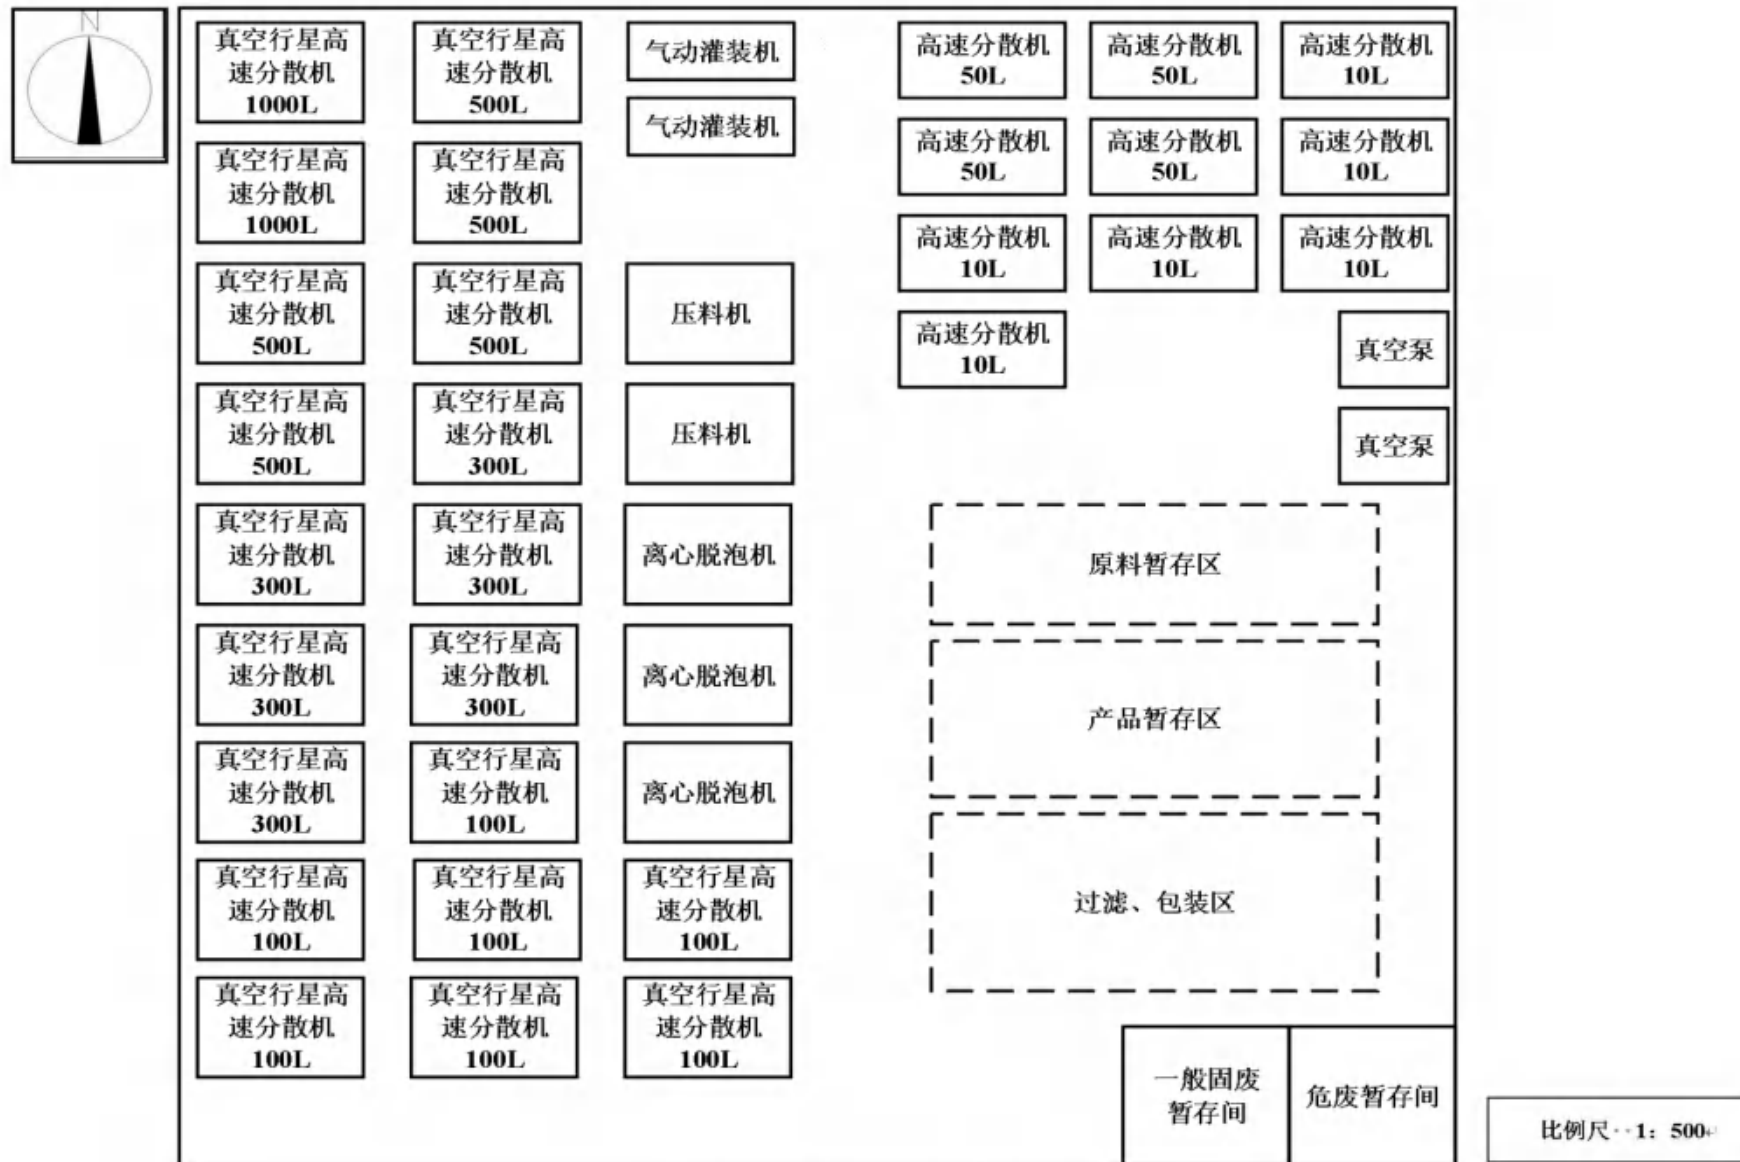 N
真空行星高
速分散机
1000L
真空行星高
速分散机
500L
气动灌装机
高速分散机
50L
高速分散机
50L
高速分散机
10L
气动灌装机
真空行星高
速分散机
1000L
真空行星高
速分散机
500L
高速分散机
50L
高速分散机
50L
高速分散机
10L
高速分散机
10L
高速分散机
10L
高速分散机
10L
真空行星高
速分散机
500L
真空行星高
速分散机
500L
压料机
高速分散机
10L
真空泵
真空行星高
速分散机
500L
真空行星高
速分散机
300L
压料机
真空泵
真空行星高
速分散机
300L
真空行星高
速分散机
300L
离心脱泡机
原料暂存区
真空行星高
速分散机
300L
真空行星高
速分散机
300L
离心脱泡机
产品暂存区
真空行星高
速分散机
300L
真空行星高
速分散机
100L
离心脱泡机
真空行星高
速分散机
100L
真空行星高
速分散机
100L
真空行星高
速分散机
100L
过滤、包装区
真空行星高
速分散机
100L
真空行星高
速分散机
100L
真空行星高
速分散机
100L
一般固废
暂存间
危废暂存间
比例尺··1：500↵